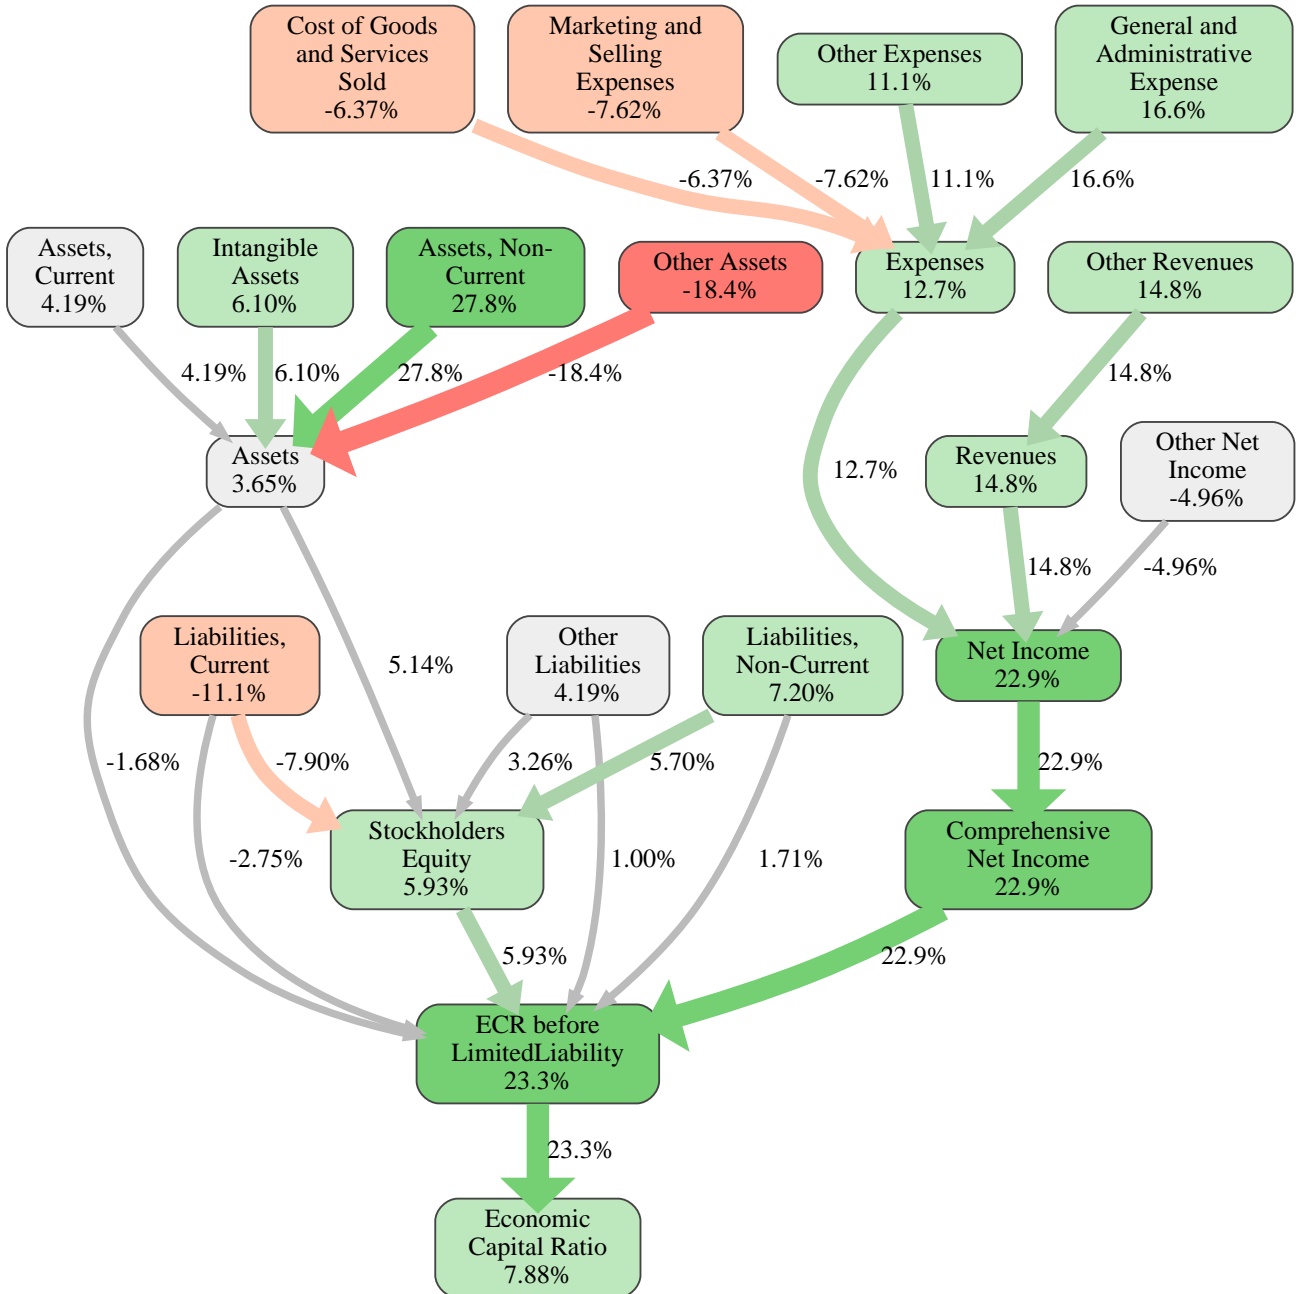 Cost of Goods
and Services
Sold
-6.37%
Marketing and
Selling
Expenses
-7.62%
Other Expenses
11.1%
General and
Administrative
Expense
16.6%
-6.37%
-7.62%
11.1%
16.6%
Assets,
Current
4.19%
Intangible
Assets
6.10%
Assets, Non-
Current
27.8%
Other Assets
-18.4%
Expenses
12.7%
Other Revenues
14.8%
4.19%
6.10%
27.8%
-18.4%
14.8%
Assets
3.65%
12.7%
Revenues
14.8%
Other Net
Income
-4.96%
14.8%
-4.96%
Liabilities,
Current
-11.1%
5.14%
Other
Liabilities
4.19%
Liabilities,
Non-Current
7.20%
Net Income
22.9%
-1.68%
-7.90%
3.26%
5.70%
22.9%
Stockholders
Equity
5.93%
Comprehensive
Net Income
22.9%
-2.75%
1.00%
1.71%
5.93%
22.9%
ECR before
LimitedLiability
23.3%
23.3%
Economic
Capital Ratio
7.88%